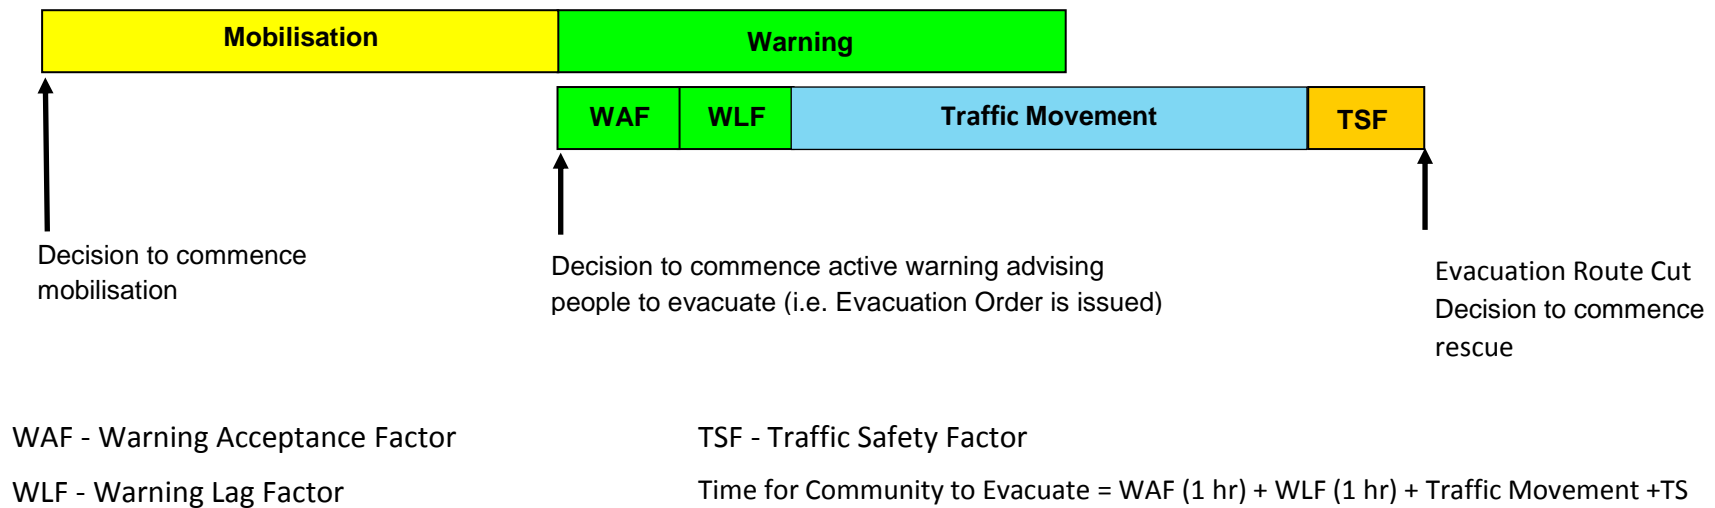 Mobilisation
Warning
WAF
WLF
Traffic Movement
TSF
Decision to commence
mobilisation
Decision to commence active warning advising
people to evacuate (i.e. Evacuation Order is issued)
Evacuation Route Cut
Decision to commence
rescue
WAF - Warning Acceptance Factor
TSF - Traffic Safety Factor
WLF - Warning Lag Factor
Time for Community to Evacuate = WAF (1 hr) + WLF (1 hr) + Traffic Movement +TS